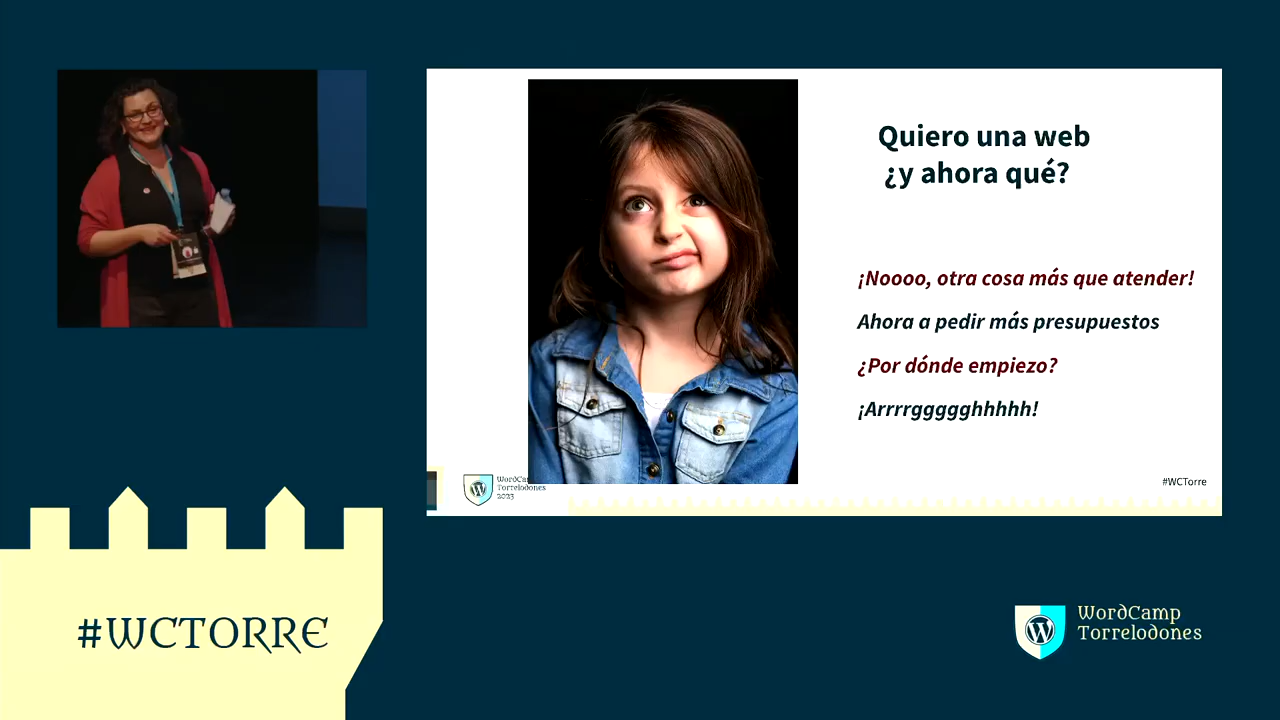 Quiero una web
¿y ahora qué?
¡Noooo, otra cosa más que atender!
Ahora a pedir más presupuestos
¿Por dónde empiezo?
¡Arrrrggggghhhhh!
Torrelodones
2023
#WCTorre
#WCTORRE
WordCamp
Torrelodones